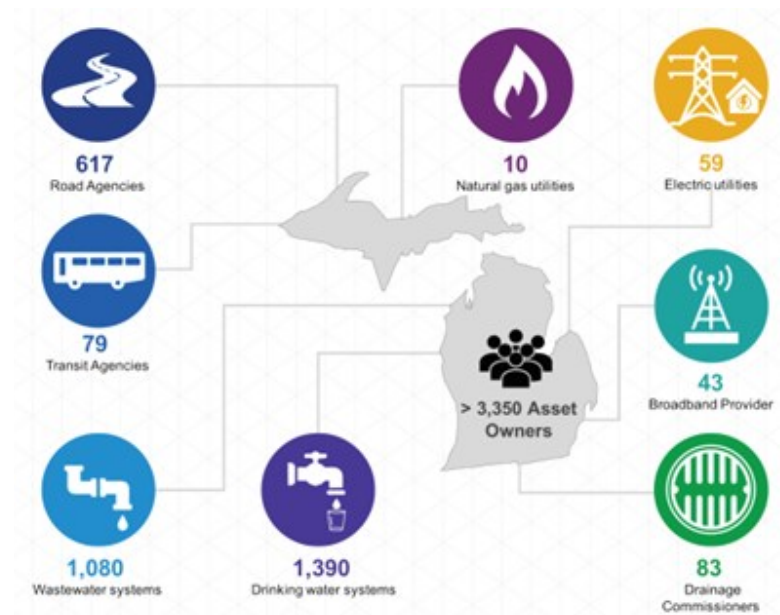 617
Road Agencies
10
Natural gas utilities
59
Electric utilities
79
Transit Agencies
43
Broadband Provider
> 3,350 Asset
Owners
1,080
Wastewater systems
1,390
Drinking water systems
83
Drainage
Commissioners